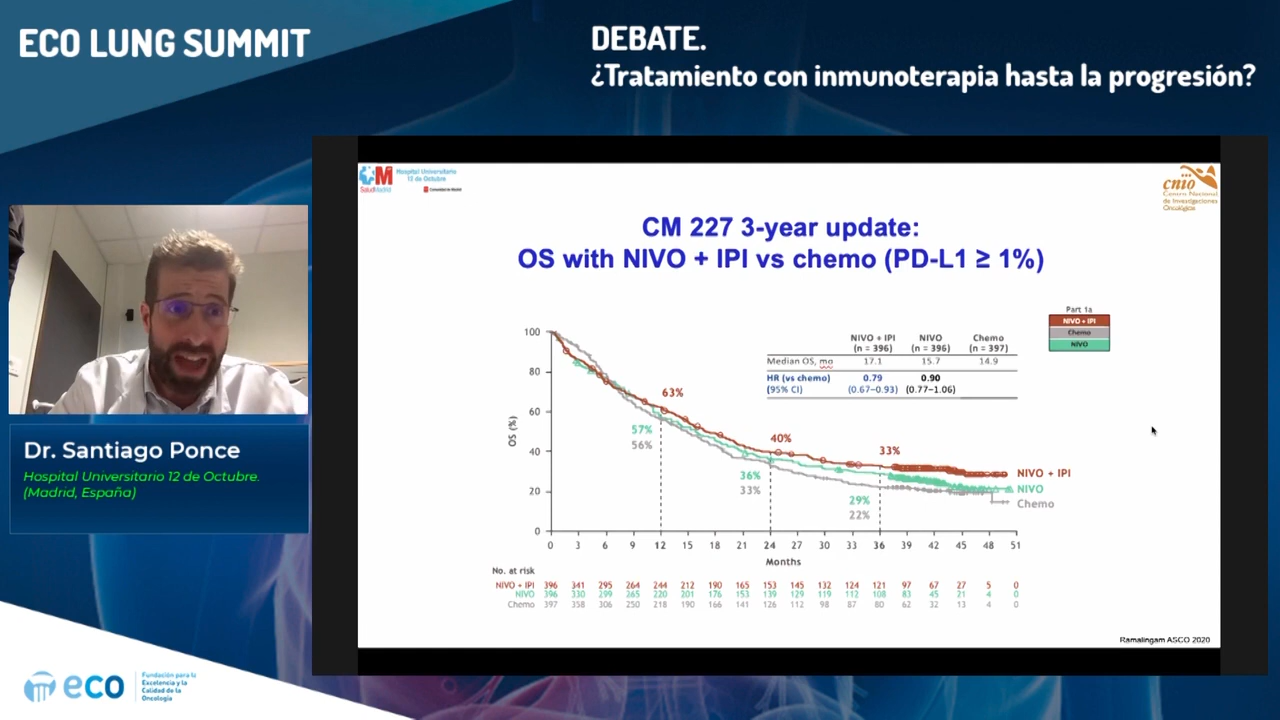 ECO LUNG SUMMIT
DEBATE.
¿Tratamiento con inmunoterapia hasta la progresión?
SaludMadrid
Hospital Universitario
12 de Octubre
Comunidad de Madrid
cnio
Centro Nacional
de Investigaciones
Oncológicas
CM 227 3-year update:
OS with NIVO + IPI vs chemo (PD-L1 ≥ 1%)
Part 1a
NIVO + IPI
Chemo
NIVO
NIVO + IPI NIVO Chemo
(n = 396) (n = 396) (n = 397)
Median OS, mo 17.1 15.7 14.9
HR (vs chemo) 0.79 0.90
(95% CI) (0.67–0.93) (0.77–1.06)
OS (%)
100
80
60
40
20
0
63%
57%
56%
40%
36%
33%
33%
29%
22%
NIVO + IPI
NIVO
Chemo
0 3 6 9 12 15 18 21 24 27 30 33 36 39 42 45 48 51
Months
No. at risk
NIVO + IPI 396 341 295 264 244 212 190 165 153 145 132 124 121 97 67 27 5 0
NIVO 396 330 299 265 220 201 176 153 139 129 119 112 108 83 45 21 4 0
Chemo 397 358 306 250 218 190 166 141 126 112 98 87 80 62 32 13 4 0
Ramalingam ASCO 2020
Dr. Santiago Ponce
Hospital Universitario 12 de Octubre.
(Madrid, España)
eco
Fundación para la
Excelencia y la
Calidad de la
Oncología